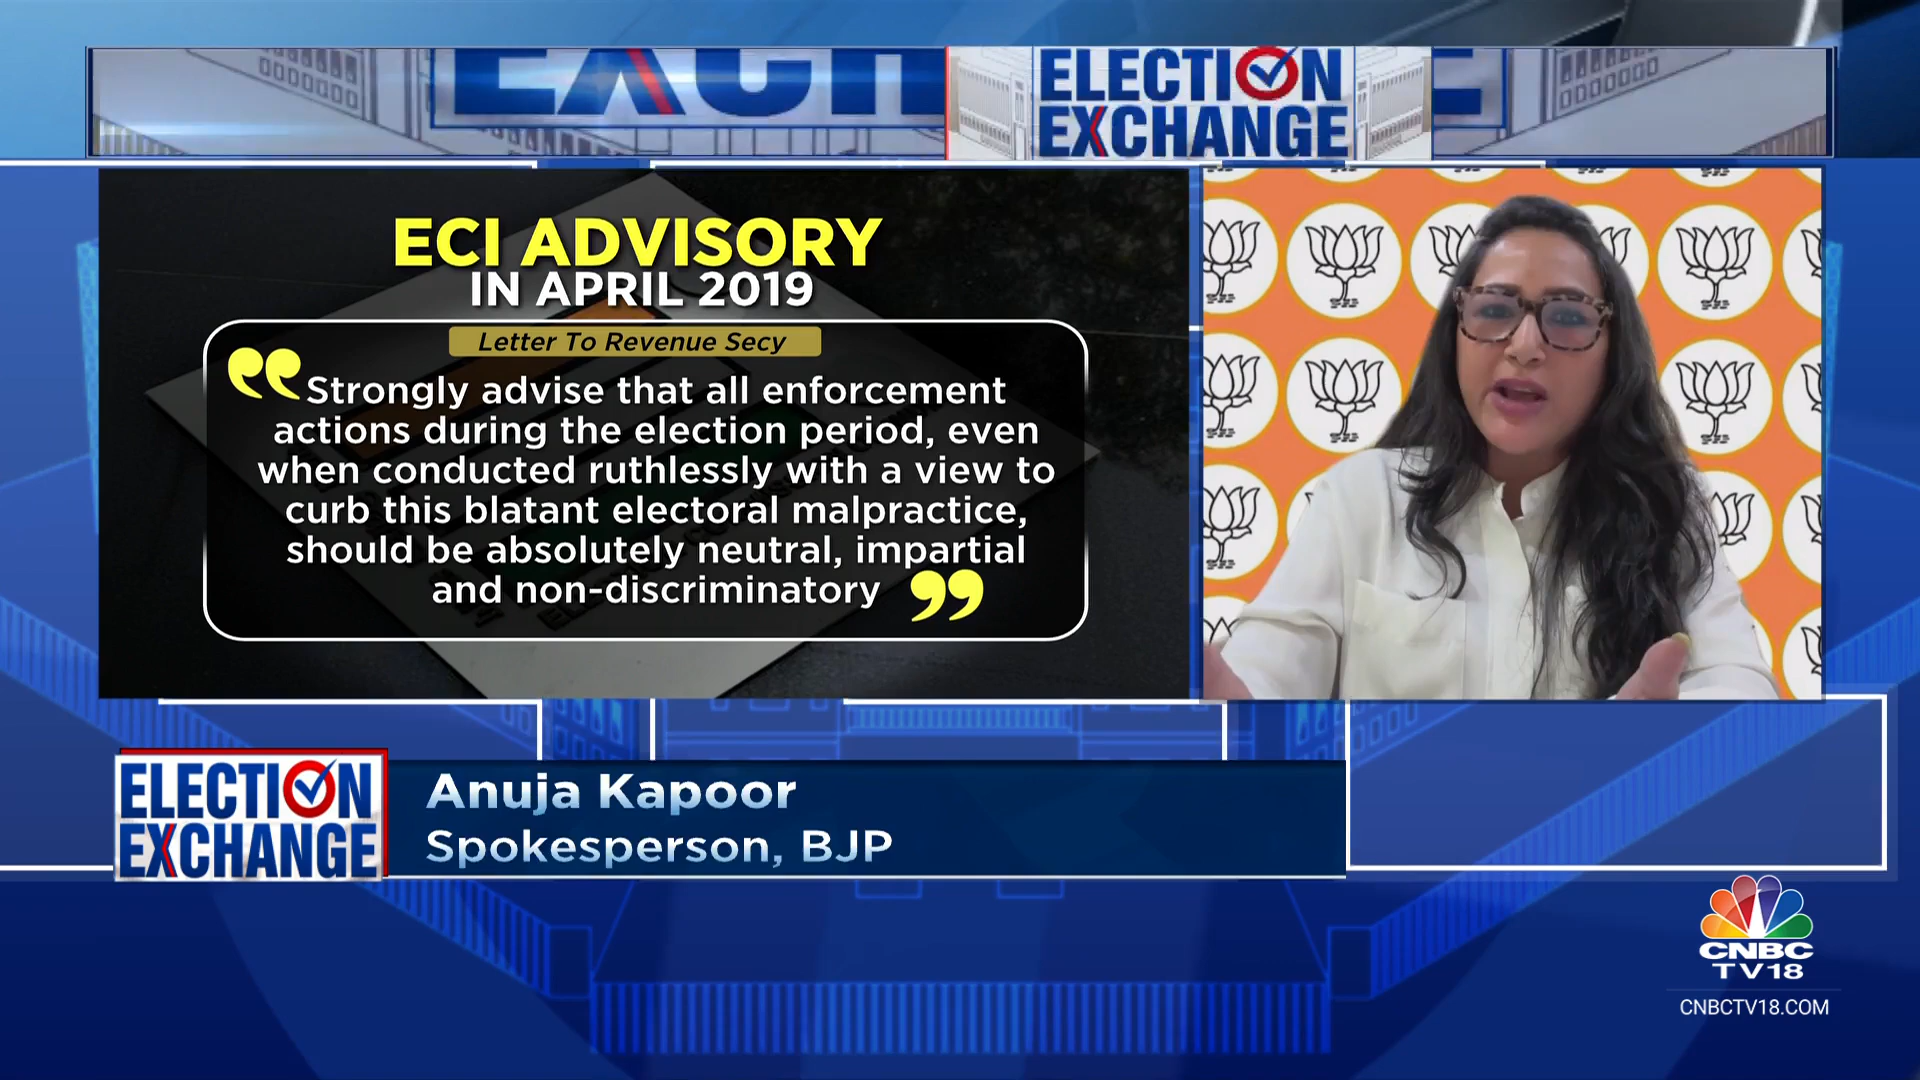 EXCH
ELECTION
EXCHANGE
E
ECI ADVISORY
IN APRIL 2019
Letter To Revenue Secy
“Strongly advise that all enforcement
actions during the election period, even
when conducted ruthlessly with a view to
curb this blatant electoral malpractice,
should be absolutely neutral, impartial
and non-discriminatory”
ELECTION
EXCHANGE
Anuja Kapoor
Spokesperson, BJP
CNBC
TV18
CNBCTV18.COM